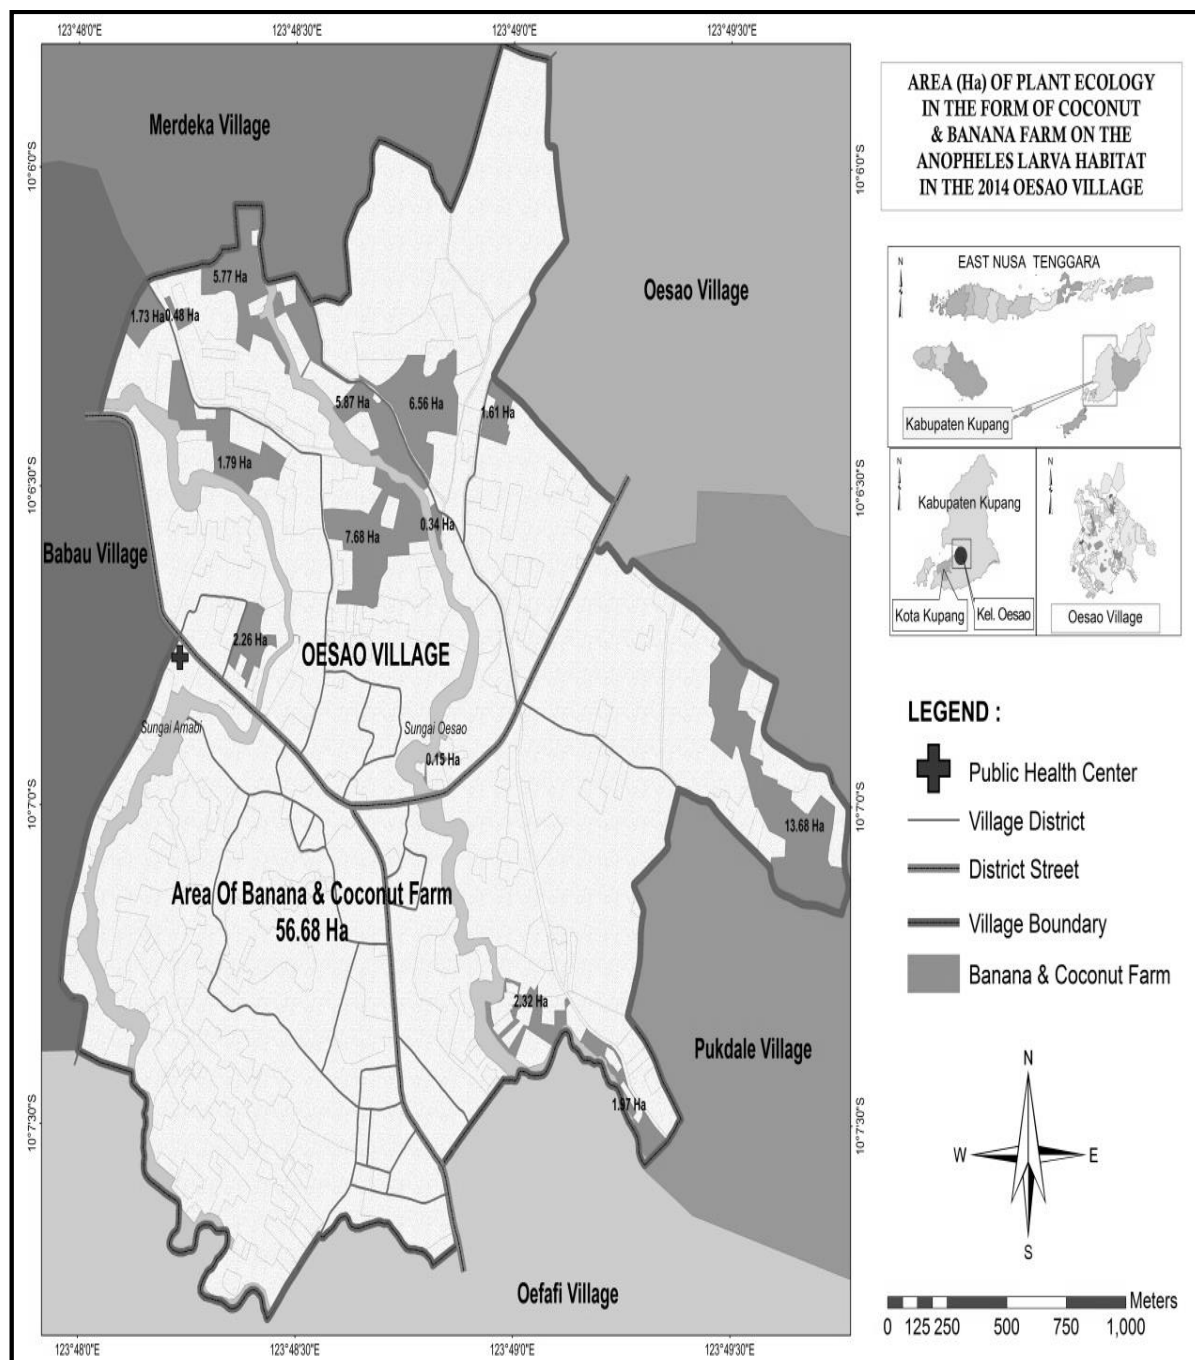 123°48'0"E
123°48'30"E
123°49'0"E
123°49'30"E
10°6'0"S
10°6'30"S
10°7'0"S
10°7'30"S
Merdeka Village
Oesao Village
5.77 Ha
1.73 Ha
0.48 Ha
5.87 Ha
6.56 Ha
1.61 Ha
1.79 Ha
7.68 Ha
0.34 Ha
Babau Village
2.26 Ha
OESAO VILLAGE
Sungai Amabi
Sungai Oesao
0.15 Ha
13.68 Ha
Area Of Banana & Coconut Farm
56.68 Ha
2.32 Ha
Pukdale Village
1.97 Ha
Oefafi Village
10°6'0"S
10°6'30"S
10°7'0"S
10°7'30"S
123°48'0"E
123°48'30"E
123°49'0"E
123°49'30"E
AREA (Ha) OF PLANT ECOLOGY
IN THE FORM OF COCONUT
& BANANA FARM ON THE
ANOPHELES LARVA HABITAT
IN THE 2014 OESAO VILLAGE
N
EAST NUSA TENGGARA
Kabupaten Kupang
N
Kabupaten Kupang
Kota Kupang
Kel. Oesao
N
Oesao Village
LEGEND :
Public Health Center
Village District
District Street
Village Boundary
Banana & Coconut Farm
N
W
E
S
Meters
0 125 250 500 750 1,000